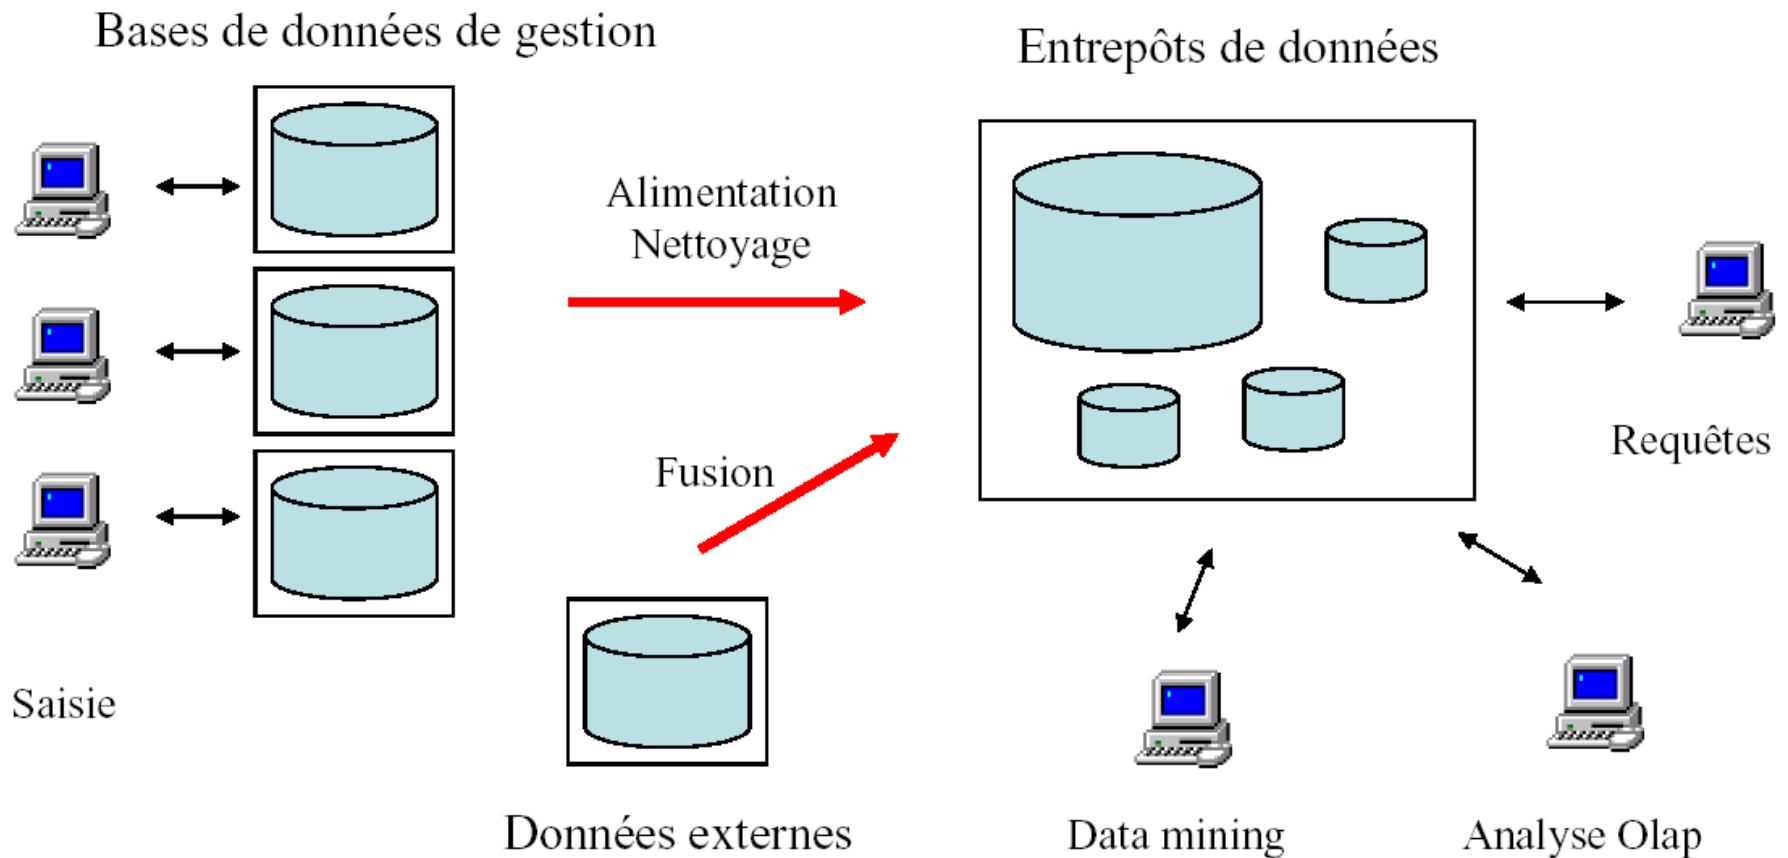 Bases de données de gestion
Entrepôts de données
Alimentation
Nettoyage
Fusion
Requêtes
Saisie
Données externes
Data mining
Analyse Olap